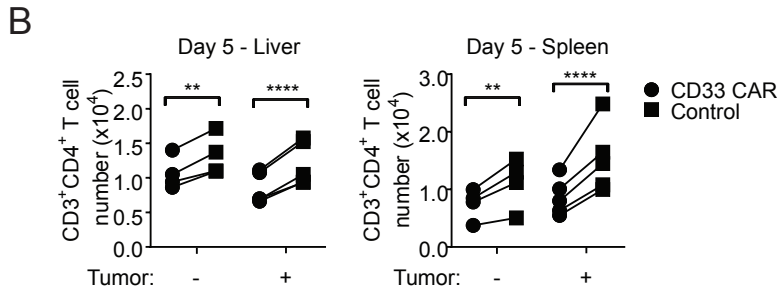 B
Day 5 - Liver
CD3⁺CD4⁺ T cell
number (x10⁴)
2.5
2.0
1.5
1.0
0.5
0.0
**
****
Tumor: - +
Day 5 - Spleen
CD3⁺CD4⁺ T cell
number (x10⁴)
3.0
2.0
1.0
0.0
**
****
Tumor: - +
CD33 CAR
Control